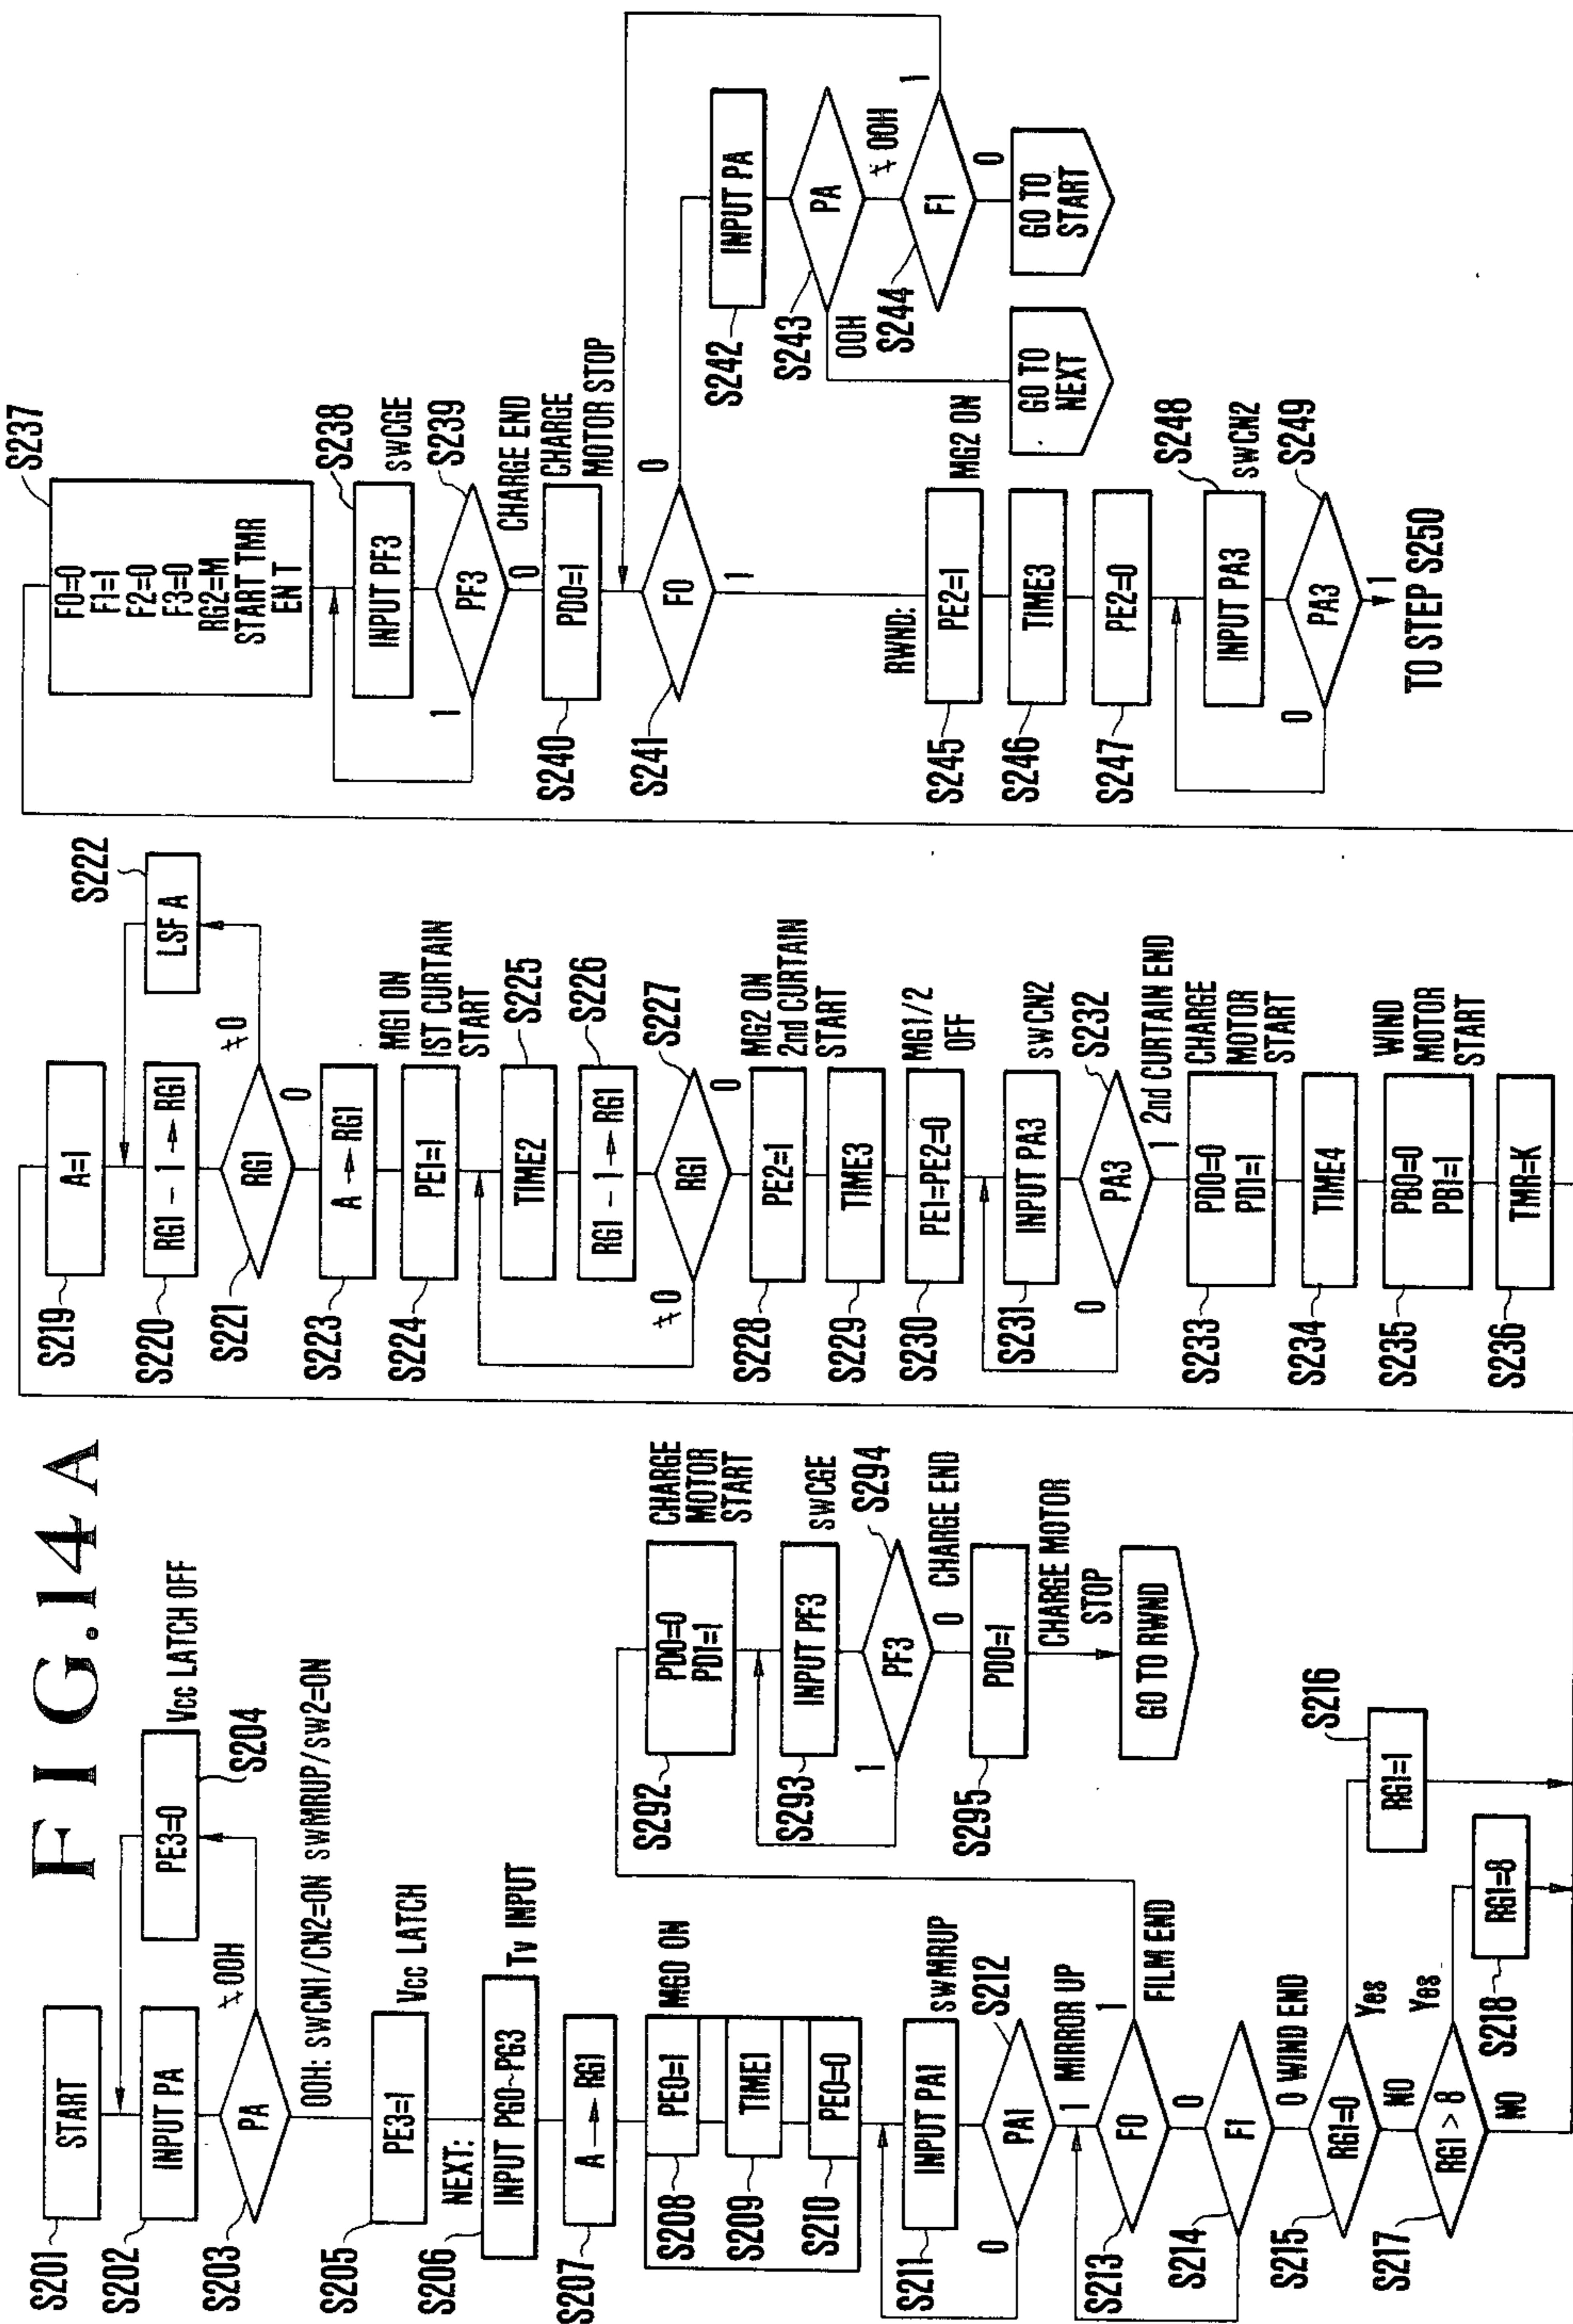 FIG.14 A
S201
START
S202
INPUT PA
S203
PA
≠ 00H
PE3=0
Vcc LATCH OFF
S204
00H: SWCN1/CN2=ON SWMRUP/SW2=ON
S205
PE3=1
Vcc LATCH
NEXT:
S206
INPUT PG0~PG3
Tv INPUT
S207
A → RG1
S208
PE0=1
MG0 ON
S209
TIME1
S210
PE0=0
S211
INPUT PA1
SWMRUP
S212
PA1
0
1 MIRROR UP
S213
F0
1
FILM END
0
S214
F1
0 WIND END
S215
RG1=0
Yes
NO
S216
RG1=1
S217
RG1 > 8
Yes
NO
S218
RG1=8
S292
PD0=0
PD1=1
CHARGE
MOTOR
START
S293
INPUT PF3
SWCGE
S294
PF3
1
0 CHARGE END
S295
PD0=1
CHARGE MOTOR
STOP
GO TO RWND
S219
A=1
S220
RG1 - 1 → RG1
S221
RG1
≠ 0
S222
LSF A
0
S223
A → RG1
S224
PE1=1
MG1 ON
1ST CURTAIN
START
S225
TIME2
S226
RG1 - 1 → RG1
S227
RG1
≠ 0
0
S228
PE2=1
MG2 ON
2nd CURTAIN
START
S229
TIME3
S230
PE1=PE2=0
MG1/2
OFF
S231
INPUT PA3
SWCN2
S232
PA3
0
1 2nd CURTAIN END
S233
PD0=0
PD1=1
CHARGE
MOTOR
START
S234
TIME4
S235
PB0=0
PB1=1
WIND
MOTOR
START
S236
TMR=K
S237
F0=0
F1=1
F2=0
F3=0
RG2=M
START TMR
EN T
S238
INPUT PF3
SWCGE
S239
PF3
1
0
CHARGE END
S240
PD0=1
CHARGE
MOTOR STOP
S241
F0
0
1
S242
INPUT PA
S243
PA
00H
≠ 00H
S244
F1
1
0
GO TO
NEXT
GO TO
START
RWND:
S245
PE2=1
MG2 ON
S246
TIME3
S247
PE2=0
S248
INPUT PA3
SWCN2
S249
PA3
0
1
TO STEP S250